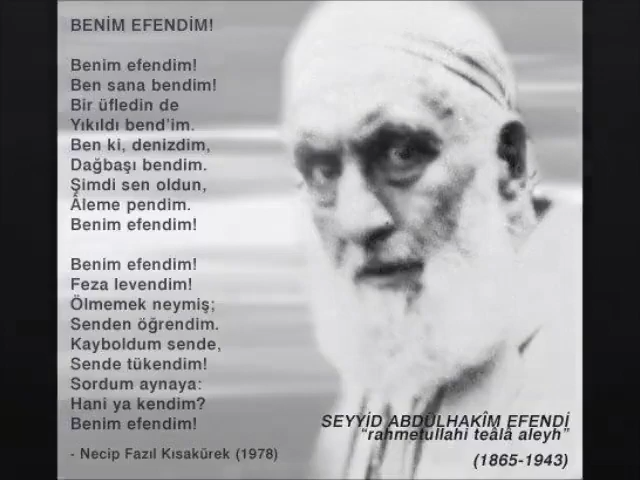 BENİM EFENDİM!
Benim efendim!
Ben sana bendim!
Bir üfledin de
Yıkıldı bend'im.
Ben ki, denizdim,
Dağbaşı bendim.
Şimdi sen oldun,
Âleme pendim.
Benim efendim!
Benim efendim!
Feza levendim!
Ölmemek neymiş;
Senden öğrendim.
Kayboldum sende,
Sende tükendim!
Sordum aynaya:
Hani ya kendim?
Benim efendim!
- Necip Fazıl Kısakürek (1978)
SEYYİD ABDÜLHAKÎM EFENDİ
“rahmetullahi teâlâ aleyh”
(1865-1943)